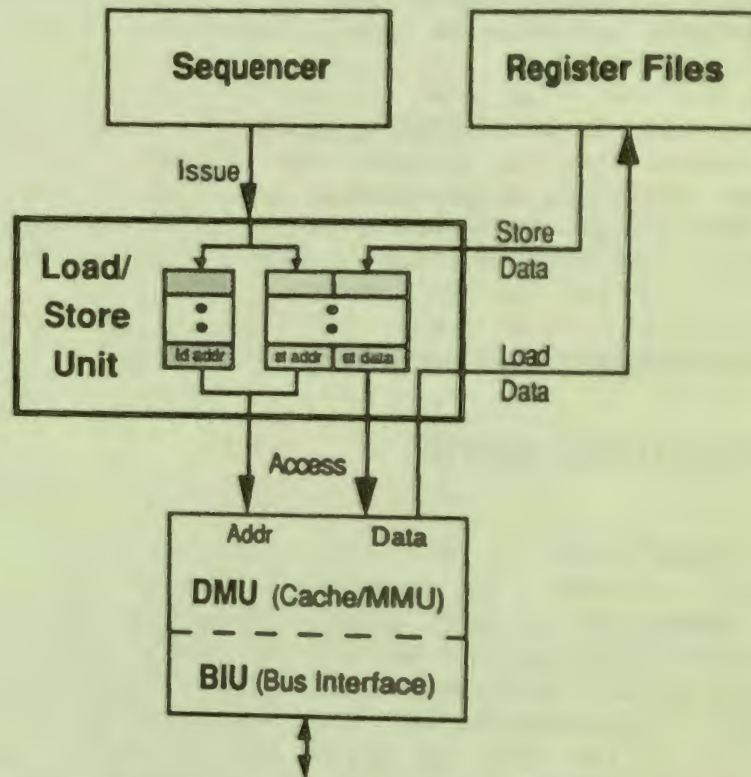 Sequencer
Register Files
Issue
Store
Data
Load/
Store
Unit
ld addr
st addr
st data
Load
Data
Access
Addr
Data
DMU (Cache/MMU)
BIU (Bus Interface)